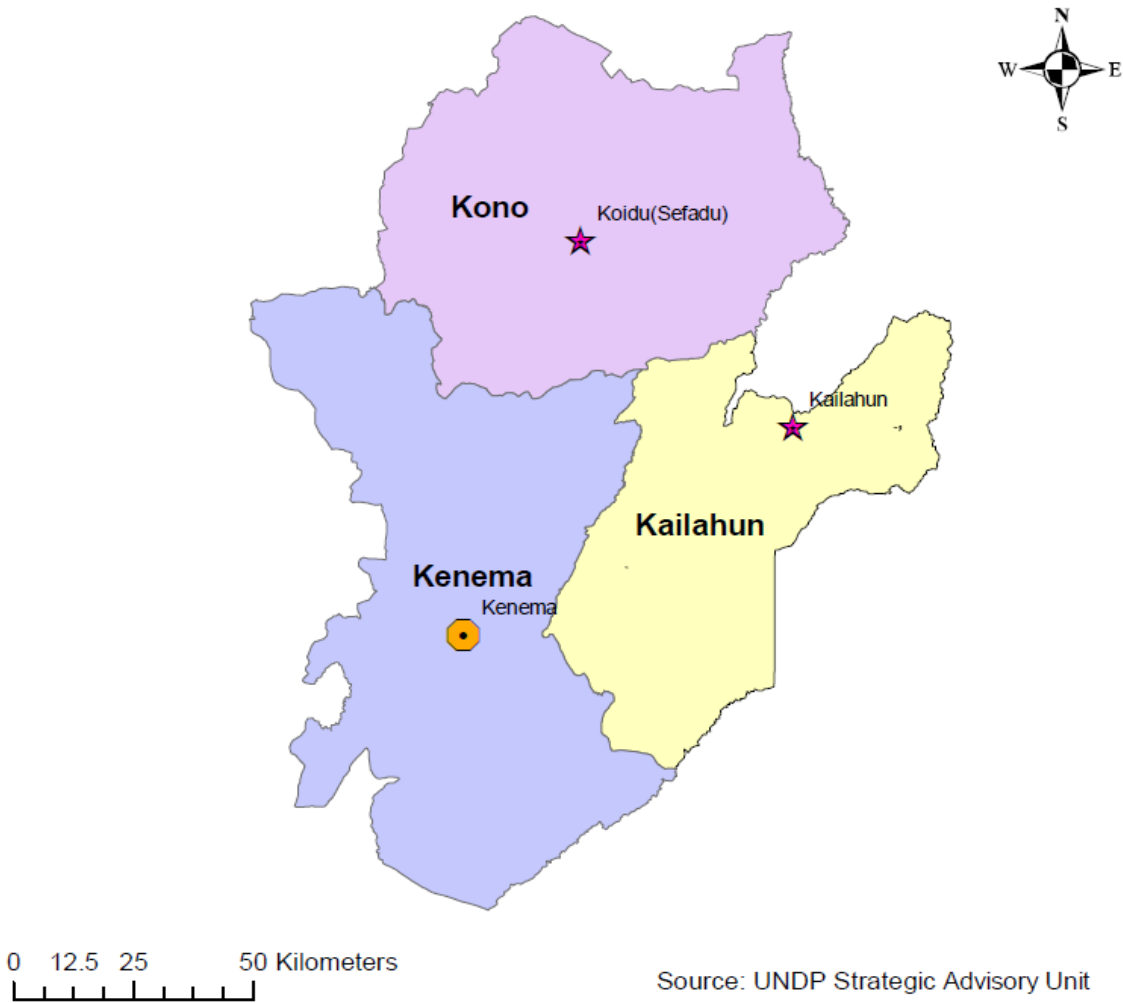 N
W E
S
Kono
Koidu(Sefadu)
Kailahun
Kailahun
Kenema
Kenema
0 12.5 25 50 Kilometers
Source: UNDP Strategic Advisory Unit